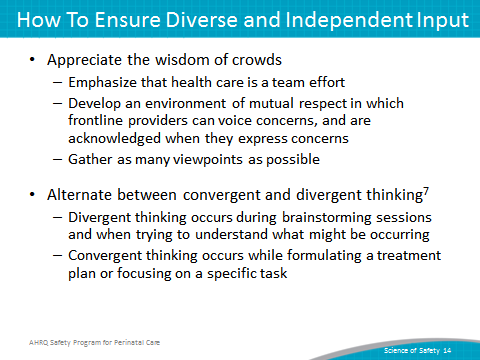 How To Ensure Diverse and Independent Input
• Appreciate the wisdom of crowds
– Emphasize that health care is a team effort
– Develop an environment of mutual respect in which
frontline providers can voice concerns, and are
acknowledged when they express concerns
– Gather as many viewpoints as possible
• Alternate between convergent and divergent thinking⁷
– Divergent thinking occurs during brainstorming sessions
and when trying to understand what might be occurring
– Convergent thinking occurs while formulating a treatment
plan or focusing on a specific task
AHRQ Safety Program for Perinatal Care
Science of Safety 14